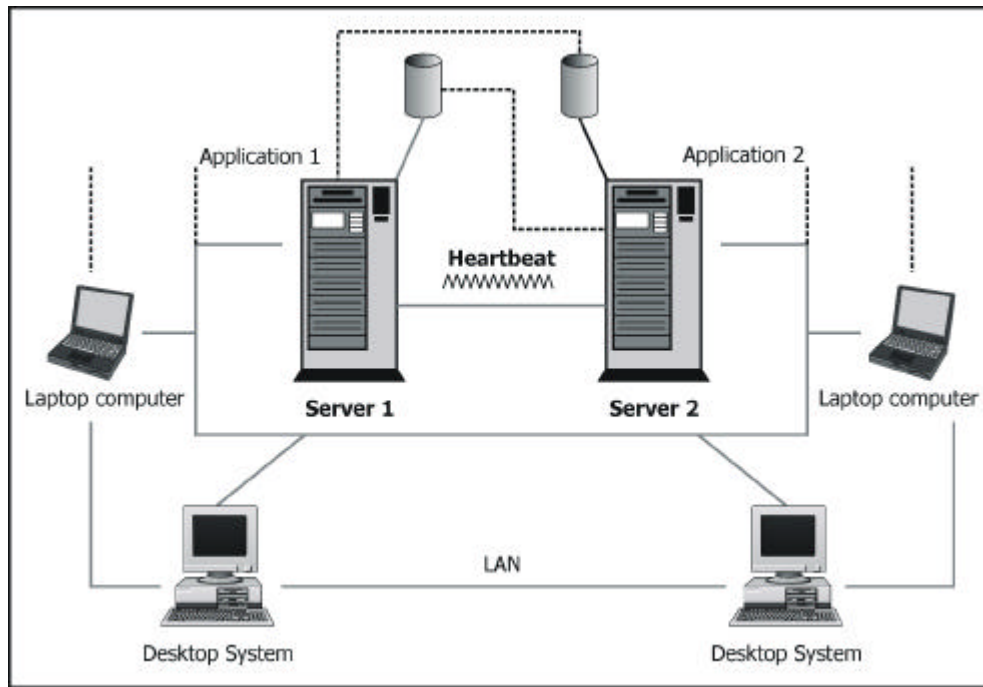 Application 1
Application 2
Heartbeat
Laptop computer
Server 1
Server 2
Laptop computer
LAN
Desktop System
Desktop System